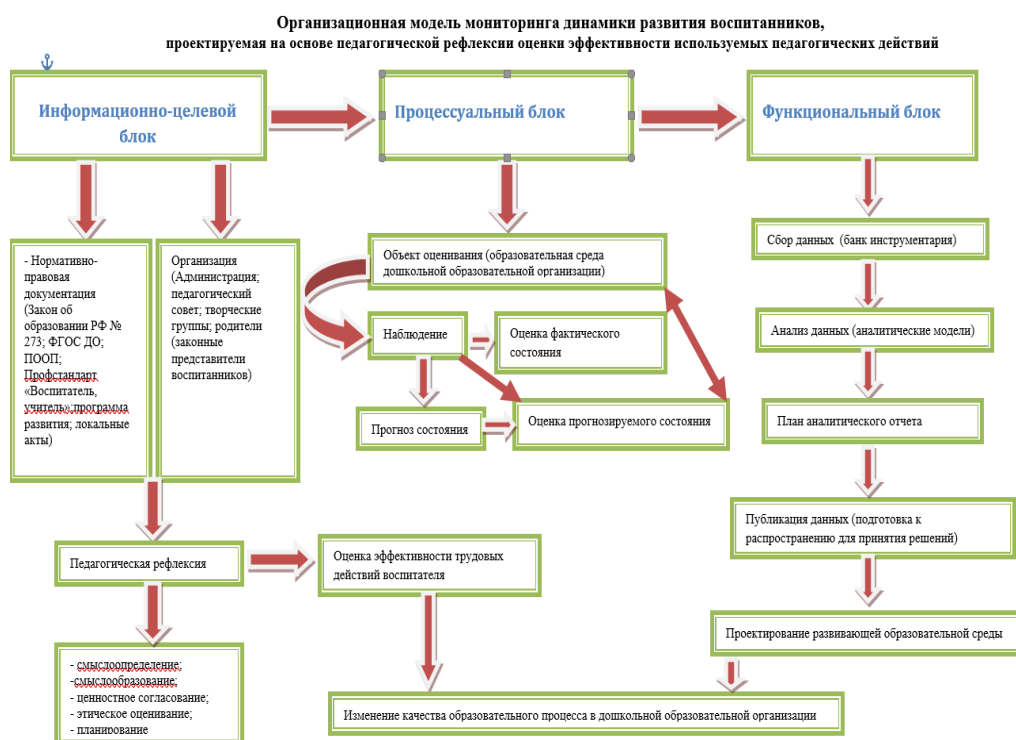 Организационная модель мониторинга динамики развития воспитанников,
проектируемая на основе педагогической рефлексии оценки эффективности используемых педагогических действий
Информационно-целевой
блок
Процессуальный блок
Функциональный блок
- Нормативно-
правовая
документация
(Закон об
образовании РФ №
273; ФГОС ДО;
ПООП;
Профстандарт
«Воспитатель,
учитель»;программа
развития; локальные
акты)
Организация
(Администрация;
педагогический
совет; творческие
группы; родители
(законные
представители
воспитанников)
Объект оценивания (образовательная среда
дошкольной образовательной организации)
Наблюдение
Оценка фактического
состояния
Прогноз состояния
Оценка прогнозируемого состояния
Сбор данных (банк инструментария)
Анализ данных (аналитические модели)
План аналитического отчета
Публикация данных (подготовка к
распространению для принятия решений)
Проектирование развивающей образовательной среды
Педагогическая рефлексия
Оценка эффективности трудовых
действий воспитателя
- смыслоопределение;
-смыслообразование;
- ценностное согласование;
- этическое оценивание;
- планирование
Изменение качества образовательного процесса в дошкольной образовательной организации